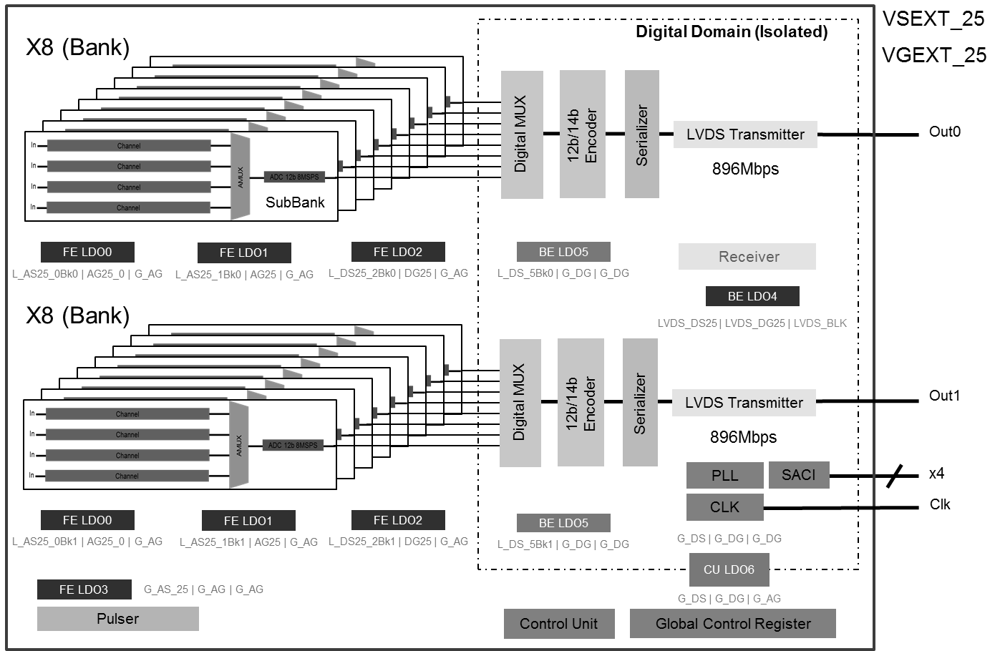 VSEXT_25
VGEXT_25
Digital Domain (Isolated)
X8 (Bank)
In
Channel
In
Channel
In
Channel
In
Channel
AMUX
ADC 12b 8MSPS
SubBank
Digital MUX
12b/14b
Encoder
Serializer
LVDS Transmitter
896Mbps
Out0
FE LDO0
L_AS25_0Bk0 | AG25_0 | G_AG
FE LDO1
L_AS25_1Bk0 | AG25 | G_AG
FE LDO2
L_DS25_2Bk0 | DG25 | G_AG
BE LDO5
L_DS_5Bk0 | G_DG | G_DG
Receiver
BE LDO4
LVDS_DS25 | LVDS_DG25 | LVDS_BLK
X8 (Bank)
In
Channel
In
Channel
In
Channel
In
Channel
AMUX
ADC 12b 8MSPS
Digital MUX
12b/14b
Encoder
Serializer
LVDS Transmitter
896Mbps
Out1
PLL
SACI
x4
CLK
Clk
G_DS | G_DG | G_DG
FE LDO0
L_AS25_0Bk1 | AG25_0 | G_AG
FE LDO1
L_AS25_1Bk1 | AG25 | G_AG
FE LDO2
L_DS25_2Bk1 | DG25 | G_AG
BE LDO5
L_DS_5Bk1 | G_DG | G_DG
CU LDO6
G_DS | G_DG | G_AG
FE LDO3
G_AS_25 | G_AG | G_AG
Pulser
Control Unit
Global Control Register